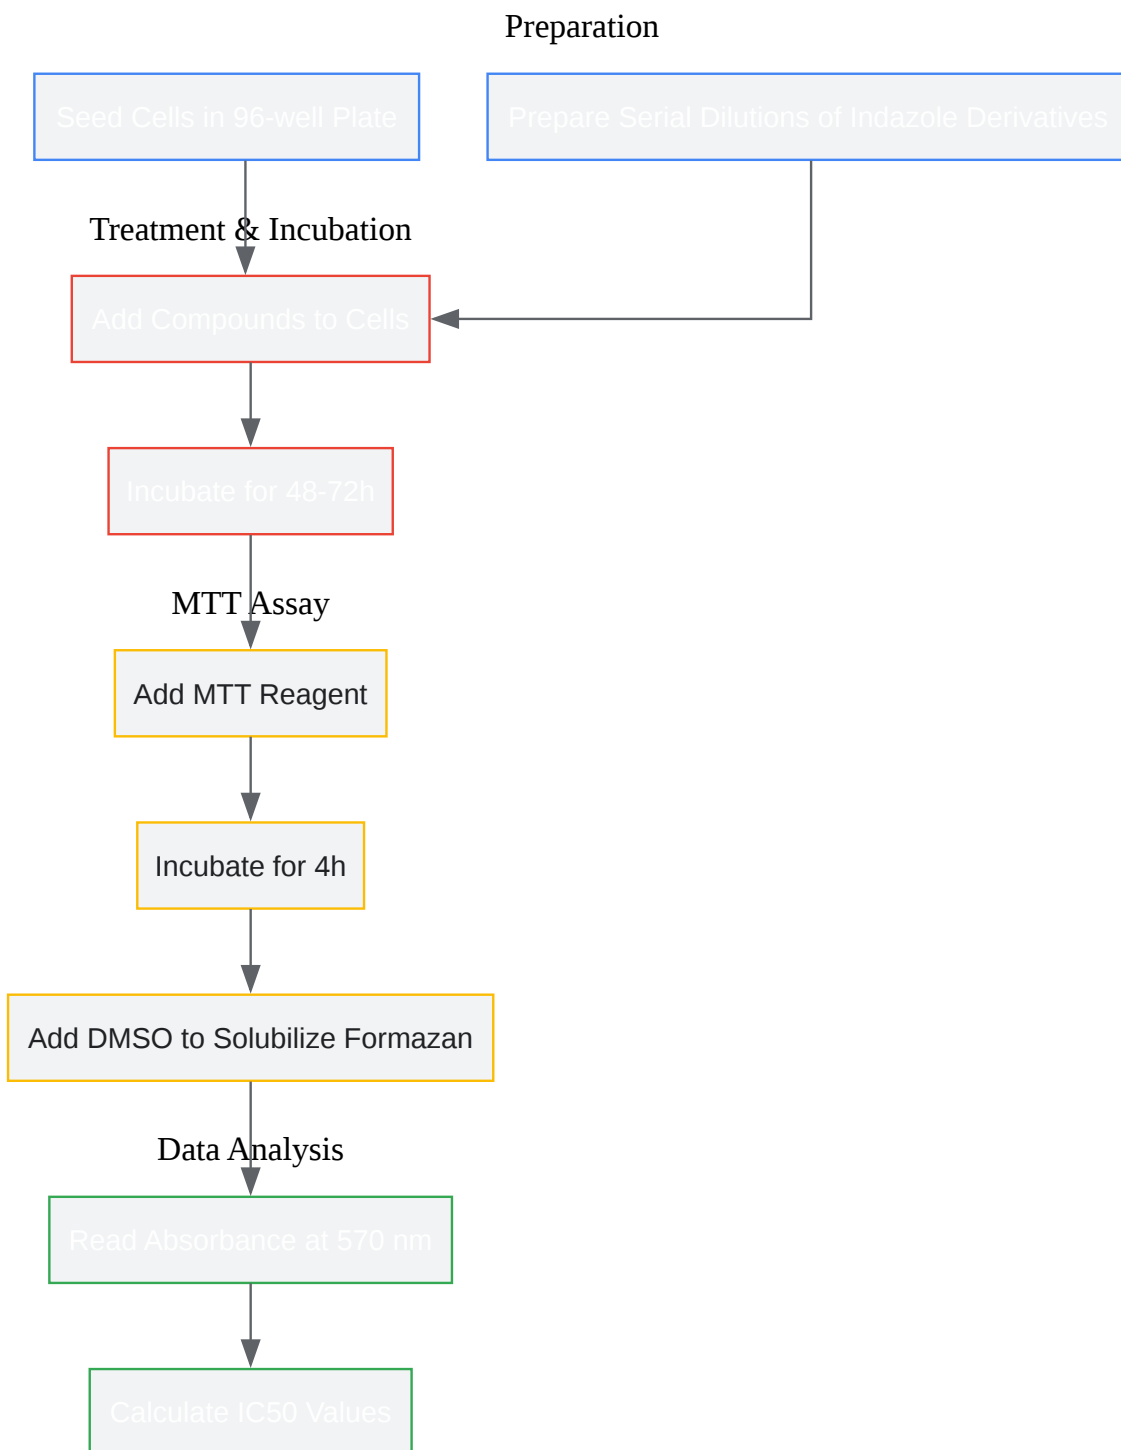 Preparation
Seed Cells in 96-well Plate
Prepare Serial Dilutions of Indazole Derivatives
Treatment & Incubation
Add Compounds to Cells
Incubate for 48-72h
MTT Assay
Add MTT Reagent
Incubate for 4h
Add DMSO to Solubilize Formazan
Data Analysis
Read Absorbance at 570 nm
Calculate IC50 Values